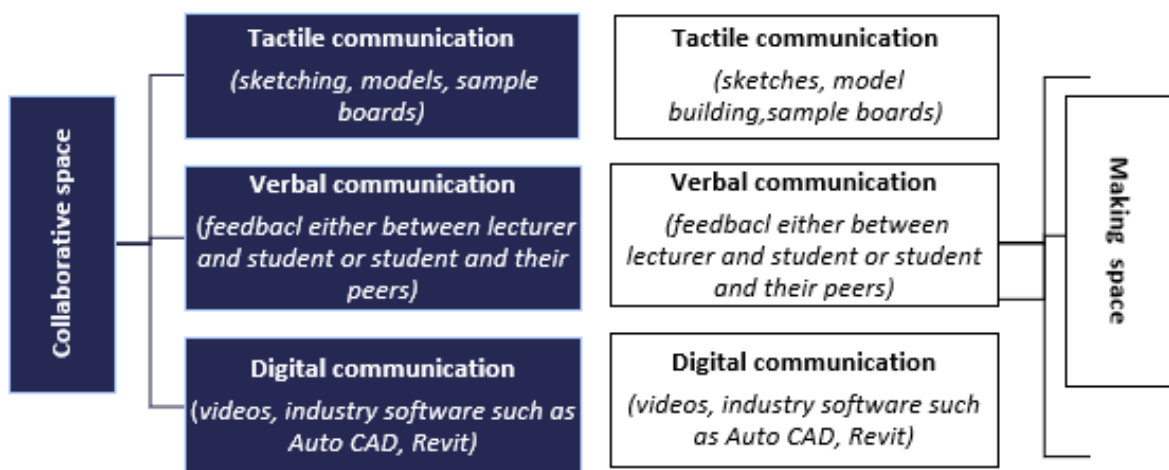 Collaborative space
Tactile communication
(sketching, models, sample
boards)
Verbal communication
(feedbacl either between lecturer
and student or student and their
peers)
Digital communication
(videos, industry software such as
Auto CAD, Revit)
Tactile communication
(sketches, model
building,sample boards)
Verbal communication
(feedbacl either between
lecturer and student or student
and their peers)
Digital communication
(videos, industry software such
as Auto CAD, Revit)
Making space